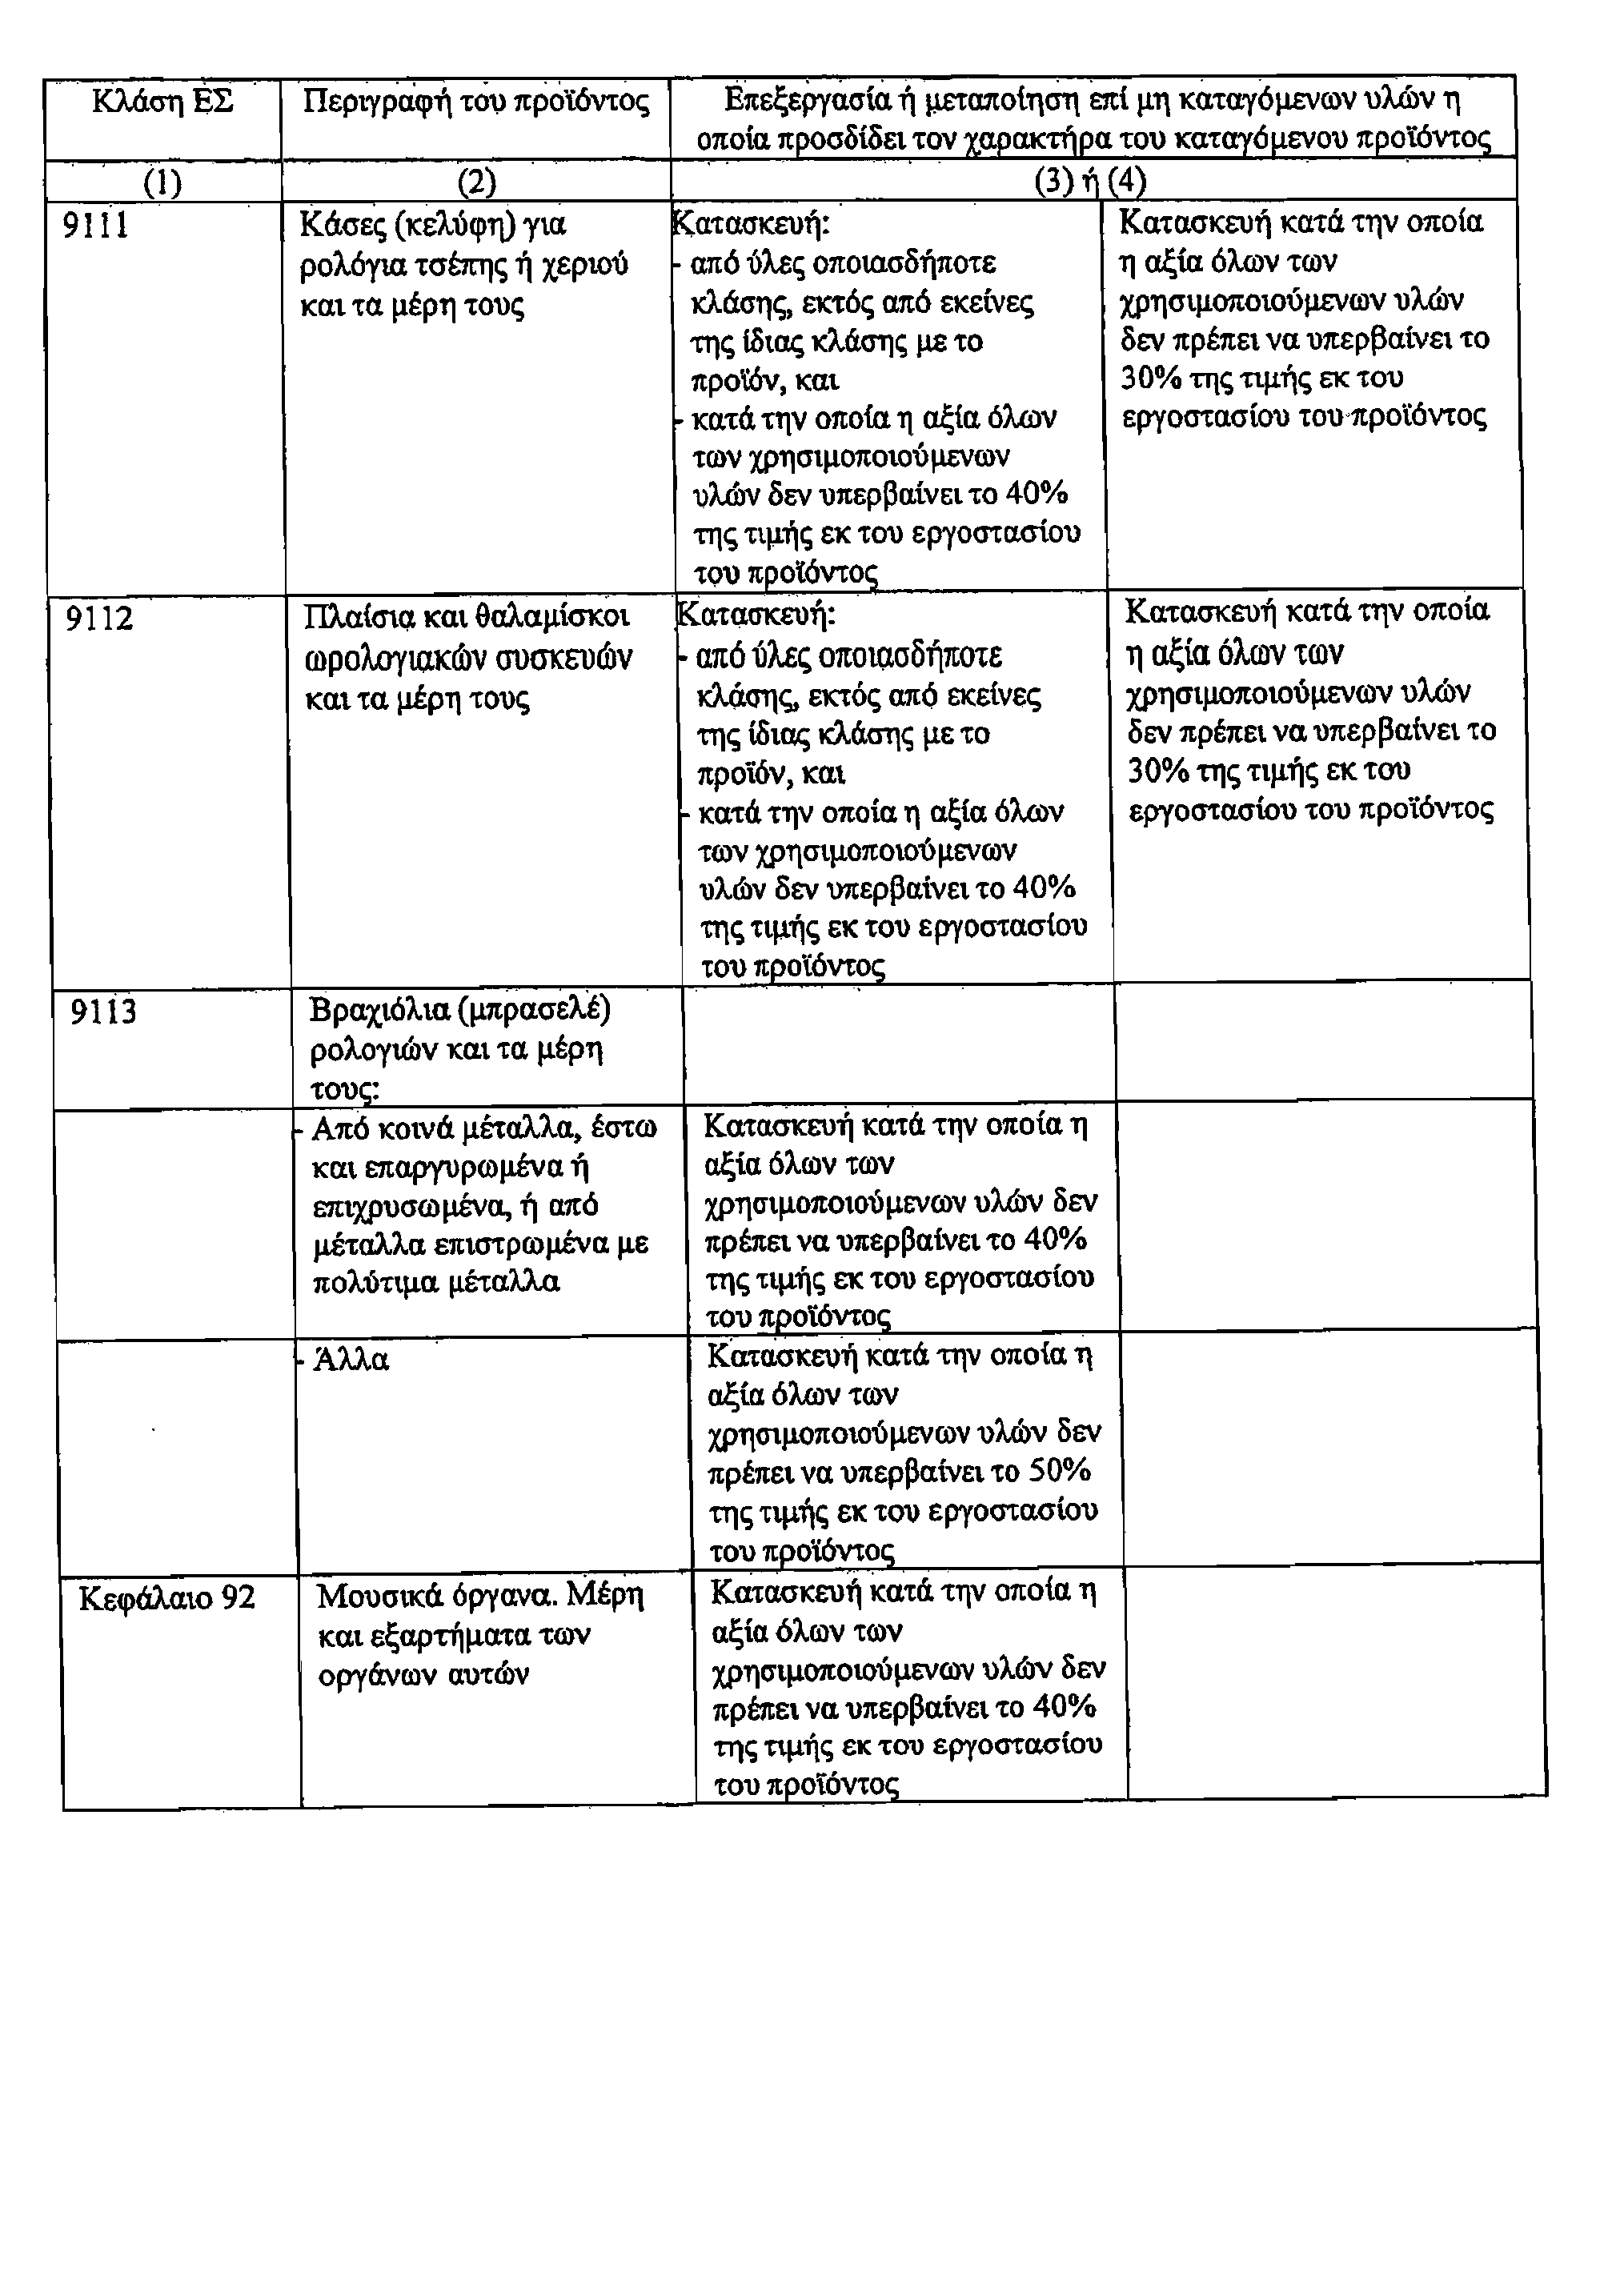 Κλάση ΕΣ
Περιγραφή του προϊόντος
Επεξεργασία ή μεταποίηση επί μη καταγόμενων υλών η
οποία προσδίδει τον χαρακτήρα του καταγόμενου προϊόντος
(1)
(2)
(3) ή (4)
9111
Κάσες (κελύφη) για
ρολόγια τσέπης ή χεριού
και τα μέρη τους
Κατασκευή:
- από ύλες οποιασδήποτε
κλάσης, εκτός από εκείνες
της ίδιας κλάσης με το
προϊόν, και
- κατά την οποία η αξία όλων
των χρησιμοποιούμενων
υλών δεν υπερβαίνει το 40%
της τιμής εκ του εργοστασίου
του προϊόντος
Κατασκευή κατά την οποία
η αξία όλων των
χρησιμοποιούμενων υλών
δεν πρέπει να υπερβαίνει το
30% της τιμής εκ του
εργοστασίου του προϊόντος
9112
Πλαίσια και θαλαμίσκοι
ωρολογιακών συσκευών
και τα μέρη τους
Κατασκευή:
- από ύλες οποιασδήποτε
κλάσης, εκτός από εκείνες
της ίδιας κλάσης με το
προϊόν, και
- κατά την οποία η αξία όλων
των χρησιμοποιούμενων
υλών δεν υπερβαίνει το 40%
της τιμής εκ του εργοστασίου
του προϊόντος
Κατασκευή κατά την οποία
η αξία όλων των
χρησιμοποιούμενων υλών
δεν πρέπει να υπερβαίνει το
30% της τιμής εκ του
εργοστασίου του προϊόντος
9113
Βραχιόλια (μπρασελέ)
ρολογιών και τα μέρη
τους:
- Από κοινά μέταλλα, έστω
και επαργυρωμένα ή
επιχρυσωμένα, ή από
μέταλλα επιστρωμένα με
πολύτιμα μέταλλα
Κατασκευή κατά την οποία η
αξία όλων των
χρησιμοποιούμενων υλών δεν
πρέπει να υπερβαίνει το 40%
της τιμής εκ του εργοστασίου
του προϊόντος
- Άλλα
Κατασκευή κατά την οποία η
αξία όλων των
χρησιμοποιούμενων υλών δεν
πρέπει να υπερβαίνει το 50%
της τιμής εκ του εργοστασίου
του προϊόντος
Κεφάλαιο 92
Μουσικά όργανα. Μέρη
και εξαρτήματα των
οργάνων αυτών
Κατασκευή κατά την οποία η
αξία όλων των
χρησιμοποιούμενων υλών δεν
πρέπει να υπερβαίνει το 40%
της τιμής εκ του εργοστασίου
του προϊόντος